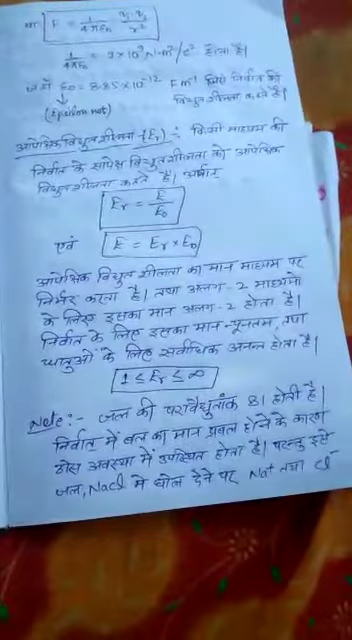 या F = 1/4πε₀ q₁q₂/r²
1/4πε₀ = 9×10⁹ N·m²/c² होता है।
जहाँ ε₀ = 8.85×10⁻¹² Fm⁻¹ जिसे निर्वात की
विद्युतशीलता कहते हैं।
(Epsilon not)
आपेक्षिक विद्युतशीलता (εr) :- किसी माध्यम की
निर्वात के सापेक्ष विद्युतशीलता को आपेक्षिक
विद्युतशीलता कहते हैं। अर्थात
εr = ε/ε₀
एवं ε = εr × ε₀
आपेक्षिक विद्युतशीलता का मान माध्यम पर
निर्भर करता है। तथा अलग-2 माध्यमो
के लिए इसका मान अलग-2 होता है।
निर्वात के लिए इसका मान न्यूनतम, तथा
धातुओं के लिए सर्वाधिक अनन्त होता है।
1 ≤ εr ≤ ∞
Note:- जल की परावैद्युतांक 81 होती है
निर्वात में बल का मान प्रबल होने के कारण
ठोस अवस्था में उपस्थित होता है। परन्तु इसे
जल, NaCl में घोल देने पर Na⁺ तथा Cl⁻